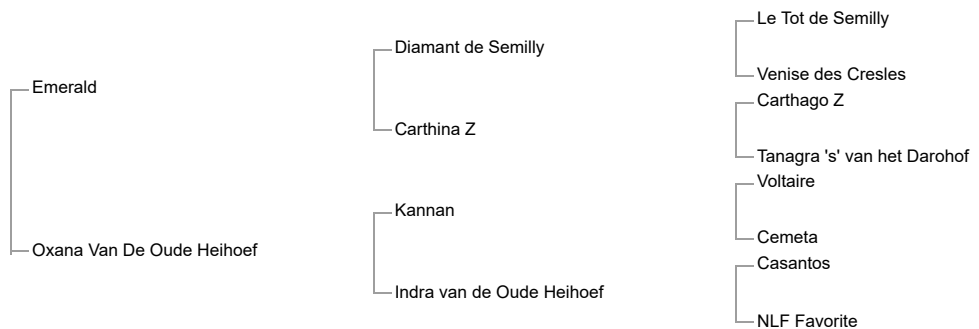 Le Tot de Semilly
Diamant de Semilly
Venise des Cresles
Emerald
Carthago Z
Carthina Z
Tanagra 's' van het Darohof
Voltaire
Kannan
Cemeta
Oxana Van De Oude Heihoef
Casantos
Indra van de Oude Heihoef
NLF Favorite